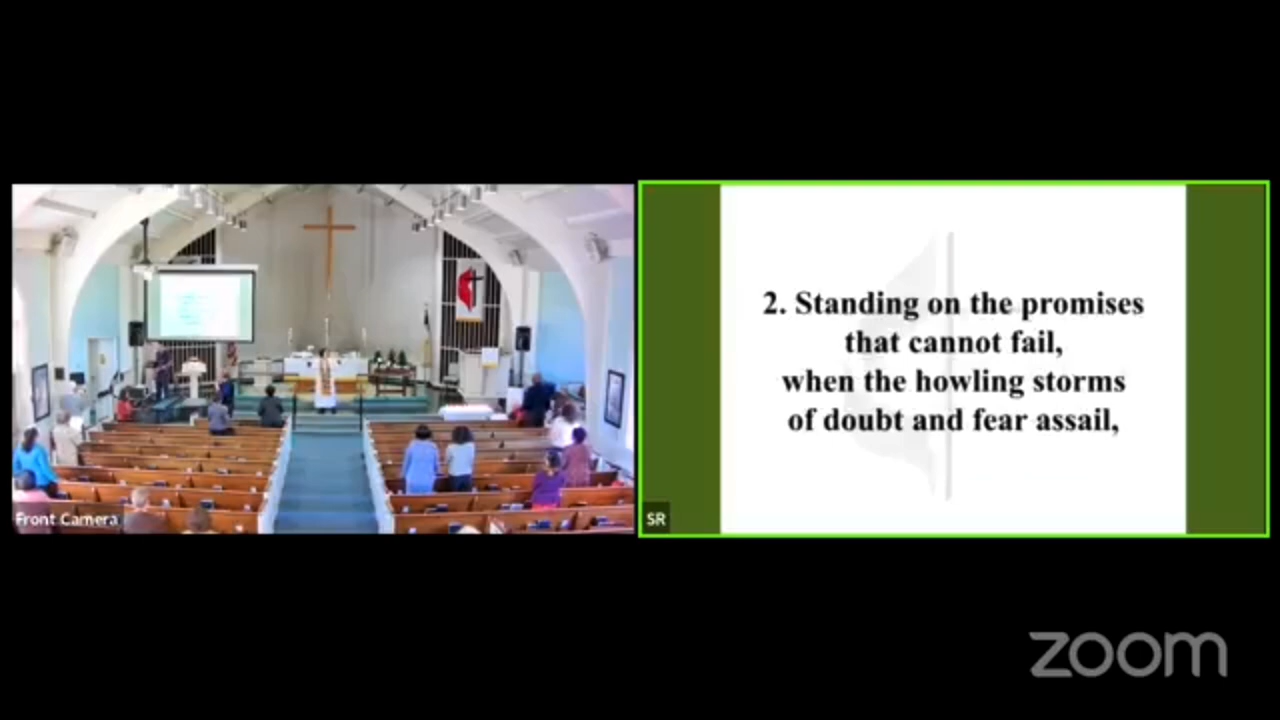 2. Standing on the promises
that cannot fail,
when the howling storms
of doubt and fear assail,
Front Camera
SR
zoom